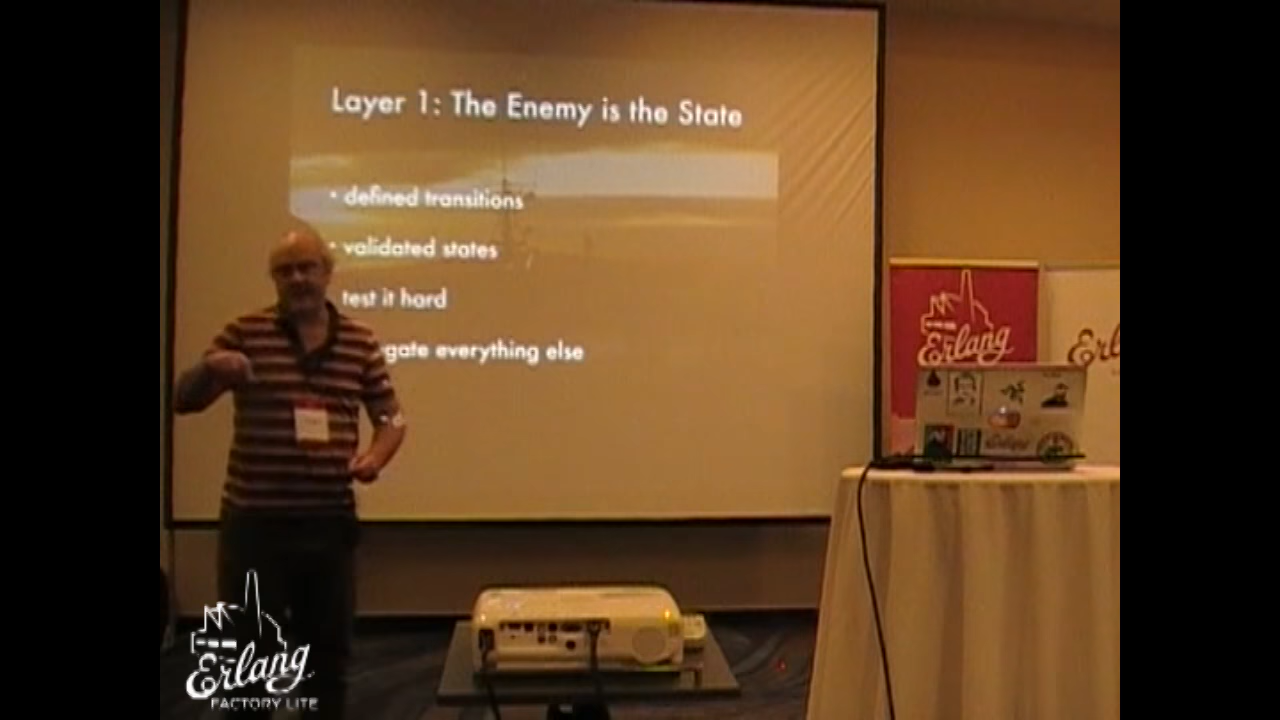 Layer 1: The Enemy is the State
• defined transitions
• validated states
test it hard
gate everything else
Erlang
Erl
Erlang
FACTORY LITE